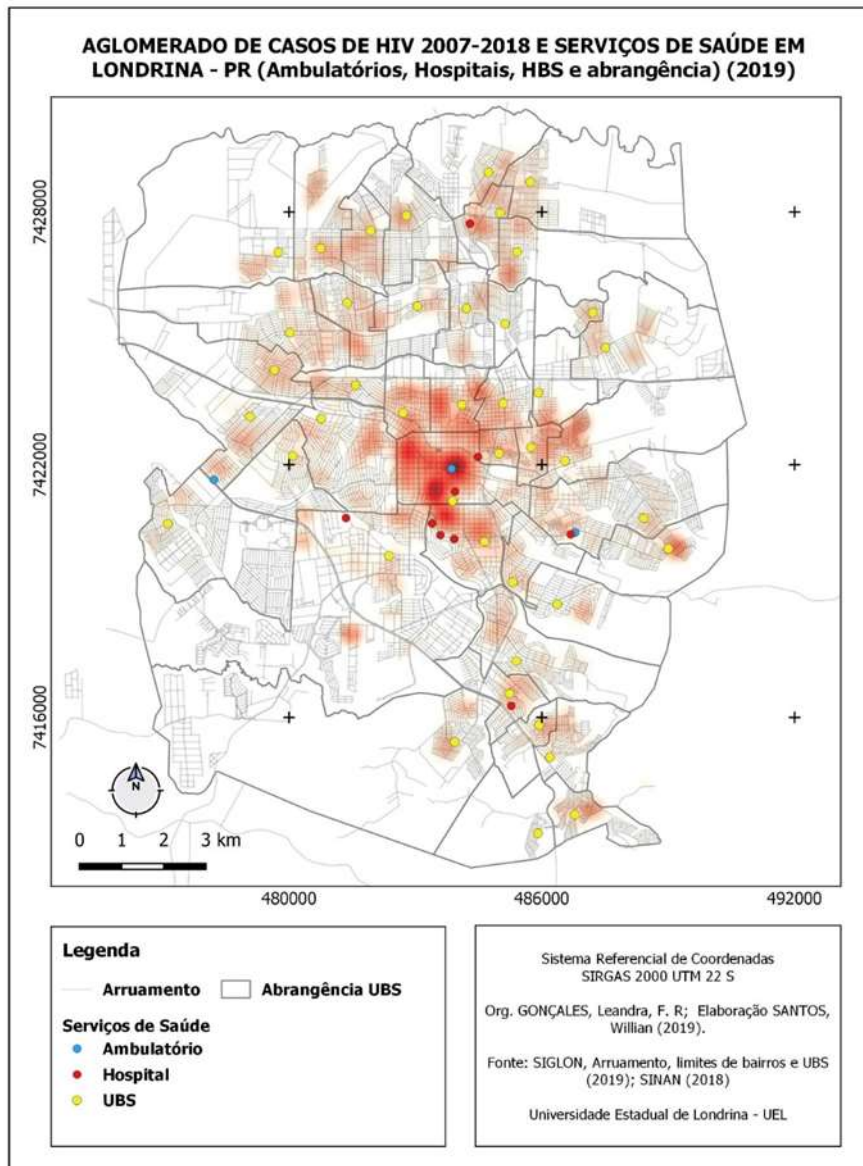 AGLOMERADO DE CASOS DE HIV 2007-2018 E SERVIÇOS DE SAÚDE EM
LONDRINA - PR (Ambulatórios, Hospitais, HBS e abrangência) (2019)
7428000
7422000
7416000
N
0 1 2 3 km
480000 486000 492000
Legenda
Arruamento Abrangência UBS
Serviços de Saúde
Ambulatório
Hospital
UBS
Sistema Referencial de Coordenadas
SIRGAS 2000 UTM 22 S
Org. GONÇALES, Leandra, F. R; Elaboração SANTOS,
Willian (2019).
Fonte: SIGLON, Arruamento, limites de bairros e UBS
(2019); SINAN (2018)
Universidade Estadual de Londrina - UEL